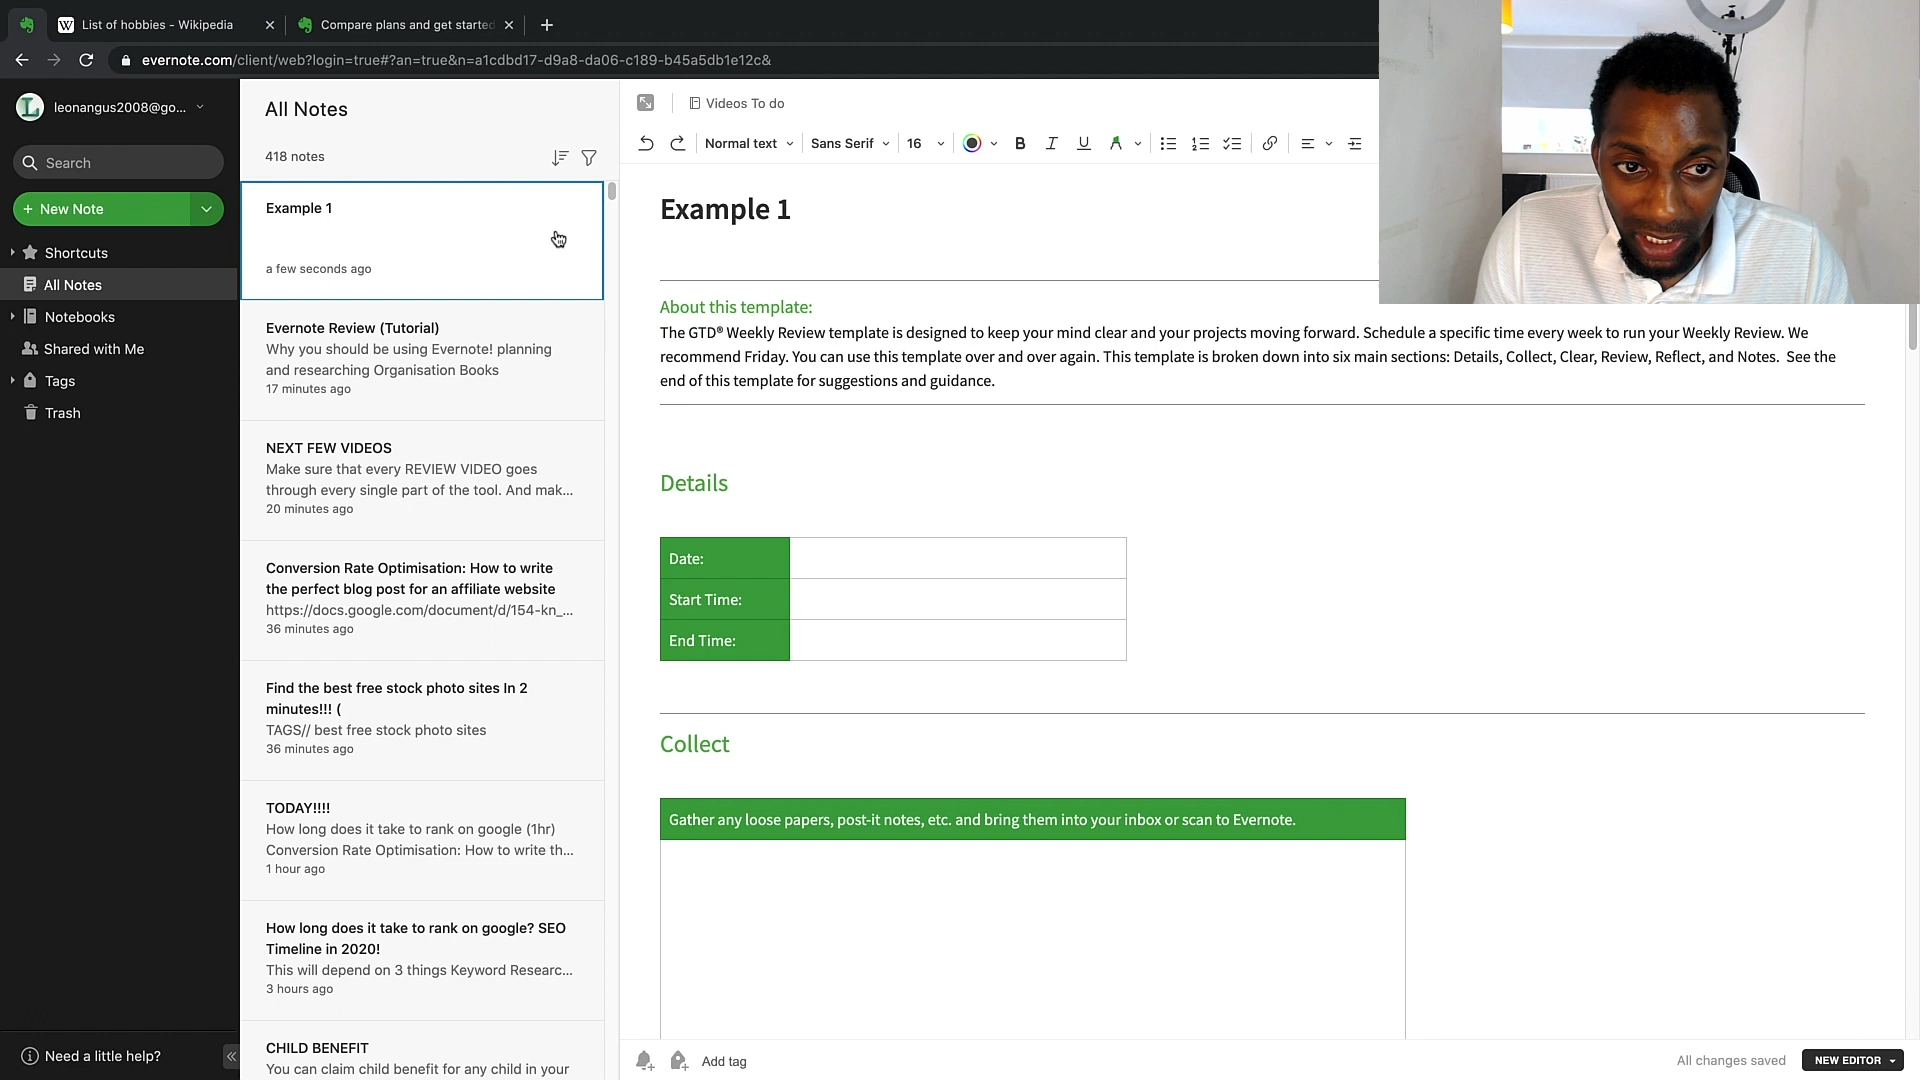 List of hobbies - Wikipedia
Compare plans and get started
evernote.com/client/web?login=true#?an=true&n=a1cdbd17-d9a8-da06-c189-b45a5db1e12c&
leonangus2008@go...
Search
+ New Note
Shortcuts
All Notes
Notebooks
Shared with Me
Tags
Trash
Need a little help?
All Notes
418 notes
Example 1
a few seconds ago
Evernote Review (Tutorial)
Why you should be using Evernote! planning
and researching Organisation Books
17 minutes ago
NEXT FEW VIDEOS
Make sure that every REVIEW VIDEO goes
through every single part of the tool. And mak...
20 minutes ago
Conversion Rate Optimisation: How to write
the perfect blog post for an affiliate website
https://docs.google.com/document/d/154-kn_...
36 minutes ago
Find the best free stock photo sites In 2
minutes!!! (
TAGS// best free stock photo sites
36 minutes ago
TODAY!!!!
How long does it take to rank on google (1hr)
Conversion Rate Optimisation: How to write th...
1 hour ago
How long does it take to rank on google? SEO
Timeline in 2020!
This will depend on 3 things Keyword Researc...
3 hours ago
CHILD BENEFIT
You can claim child benefit for any child in your
Videos To do
Normal text Sans Serif 16 B I U A
Example 1
About this template:
The GTD® Weekly Review template is designed to keep your mind clear and your projects moving forward. Schedule a specific time every week to run your Weekly Review. We
recommend Friday. You can use this template over and over again. This template is broken down into six main sections: Details, Collect, Clear, Review, Reflect, and Notes. See the
end of this template for suggestions and guidance.
Details
Date:
Start Time:
End Time:
Collect
Gather any loose papers, post-it notes, etc. and bring them into your inbox or scan to Evernote.
Add tag
All changes saved
NEW EDITOR